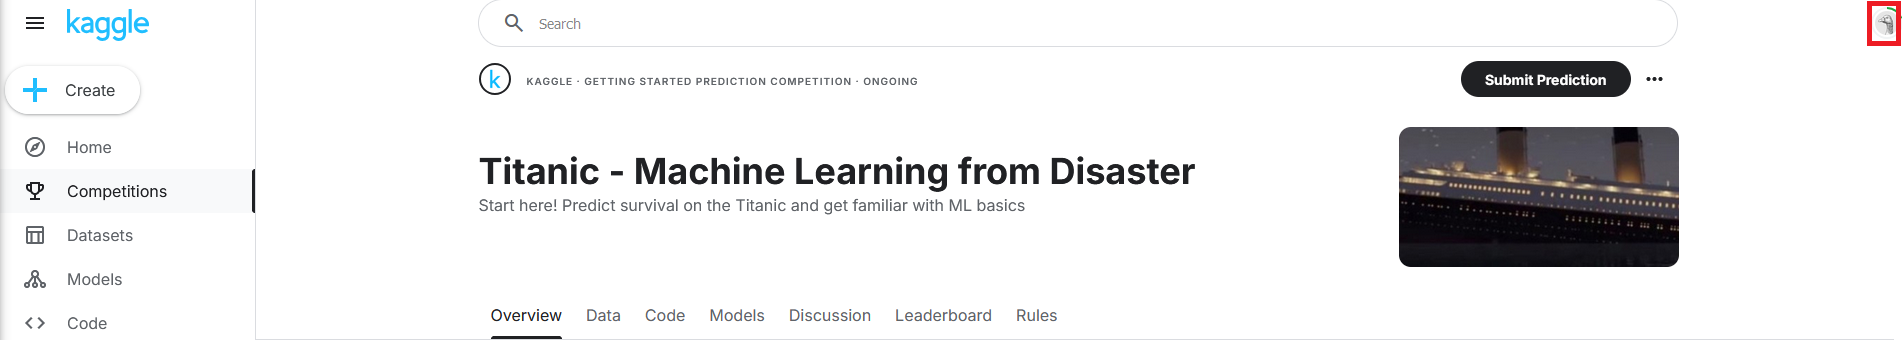 kaggle
Search
Create
KAGGLE · GETTING STARTED PREDICTION COMPETITION · ONGOING
Submit Prediction
Home
Titanic - Machine Learning from Disaster
Competitions
Start here! Predict survival on the Titanic and get familiar with ML basics
Datasets
Models
Overview Data Code Models Discussion Leaderboard Rules
Code